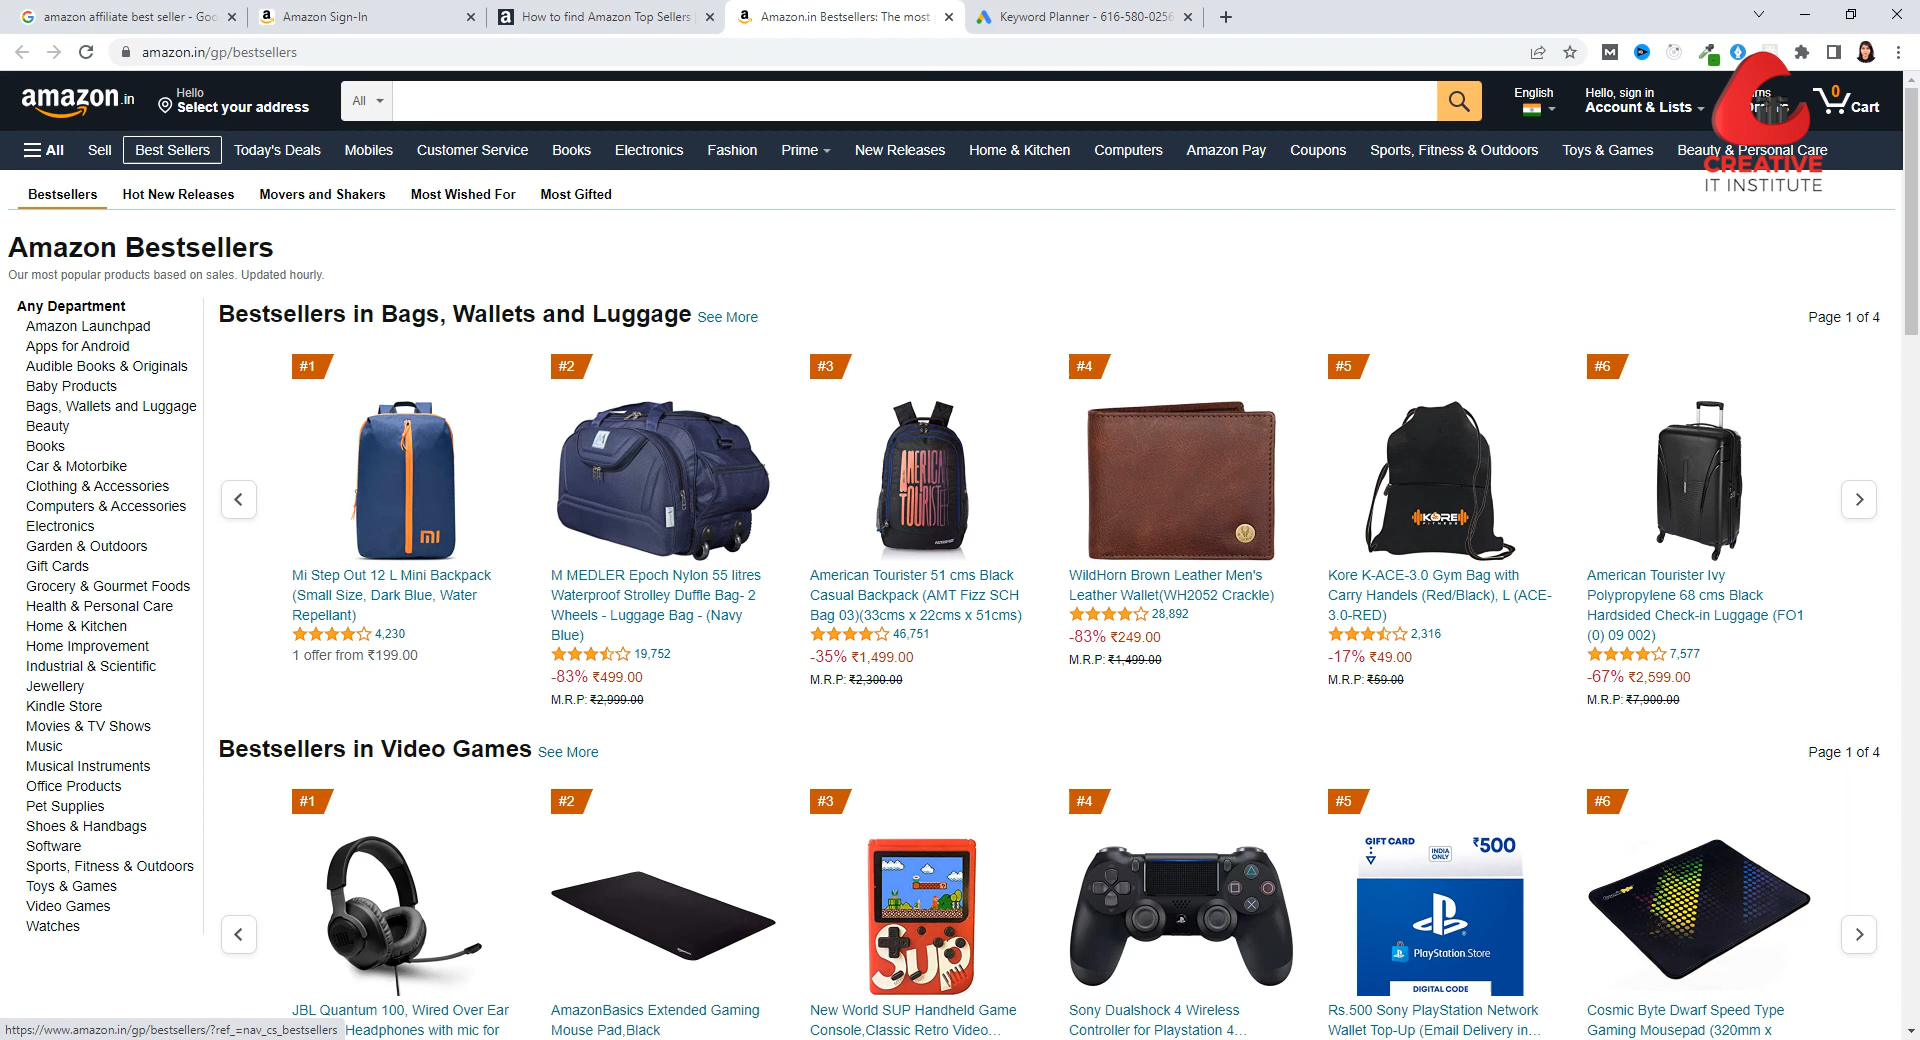 amazon affiliate best seller - Goo
Amazon Sign-In
How to find Amazon Top Sellers
Amazon.in Bestsellers: The most
Keyword Planner - 616-580-0256
amazon.in/gp/bestsellers
amazon.in
Hello
Select your address
All
English
Hello, sign in
Account & Lists
0
Cart
All
Sell
Best Sellers
Today's Deals
Mobiles
Customer Service
Books
Electronics
Fashion
Prime
New Releases
Home & Kitchen
Computers
Amazon Pay
Coupons
Sports, Fitness & Outdoors
Toys & Games
Beauty & Personal Care
CREATIVE
IT INSTITUTE
Bestsellers
Hot New Releases
Movers and Shakers
Most Wished For
Most Gifted
Amazon Bestsellers
Our most popular products based on sales. Updated hourly.
Any Department
Amazon Launchpad
Apps for Android
Audible Books & Originals
Baby Products
Bags, Wallets and Luggage
Beauty
Books
Car & Motorbike
Clothing & Accessories
Computers & Accessories
Electronics
Garden & Outdoors
Gift Cards
Grocery & Gourmet Foods
Health & Personal Care
Home & Kitchen
Home Improvement
Industrial & Scientific
Jewellery
Kindle Store
Movies & TV Shows
Music
Musical Instruments
Office Products
Pet Supplies
Shoes & Handbags
Software
Sports, Fitness & Outdoors
Toys & Games
Video Games
Watches
Bestsellers in Bags, Wallets and Luggage See More
Page 1 of 4
#1
mi
Mi Step Out 12 L Mini Backpack
(Small Size, Dark Blue, Water
Repellant)
4,230
1 offer from ₹199.00
#2
M MEDLER Epoch Nylon 55 litres
Waterproof Strolley Duffle Bag- 2
Wheels - Luggage Bag - (Navy
Blue)
19,752
-83% ₹499.00
M.R.P: ₹2,999.00
#3
AMERICAN
TOURISTER
American Tourister 51 cms Black
Casual Backpack (AMT Fizz SCH
Bag 03)(33cms x 22cms x 51cms)
46,751
-35% ₹1,499.00
M.R.P: ₹2,300.00
#4
WildHorn Brown Leather Men's
Leather Wallet(WH2052 Crackle)
28,892
-83% ₹249.00
M.R.P: ₹1,499.00
#5
KORE
FITNESS
Kore K-ACE-3.0 Gym Bag with
Carry Handels (Red/Black), L (ACE-
3.0-RED)
2,316
-17% ₹49.00
M.R.P: ₹59.00
#6
American Tourister Ivy
Polypropylene 68 cms Black
Hardsided Check-in Luggage (FO1
(0) 09 002)
7,577
-67% ₹2,599.00
M.R.P: ₹7,900.00
Bestsellers in Video Games See More
Page 1 of 4
#1
JBL
JBL Quantum 100, Wired Over Ear
Headphones with mic for
#2
AmazonBasics Extended Gaming
Mouse Pad,Black
#3
SUP
New World SUP Handheld Game
Console,Classic Retro Video...
#4
Sony Dualshock 4 Wireless
Controller for Playstation 4...
#5
GIFT CARD
INDIA
ONLY
₹500
PlayStation.Store
DIGITAL CODE
Rs.500 Sony PlayStation Network
Wallet Top-Up (Email Delivery in...
#6
Cosmic Byte Dwarf Speed Type
Gaming Mousepad (320mm x
https://www.amazon.in/gp/bestsellers/?ref_=nav_cs_bestsellers